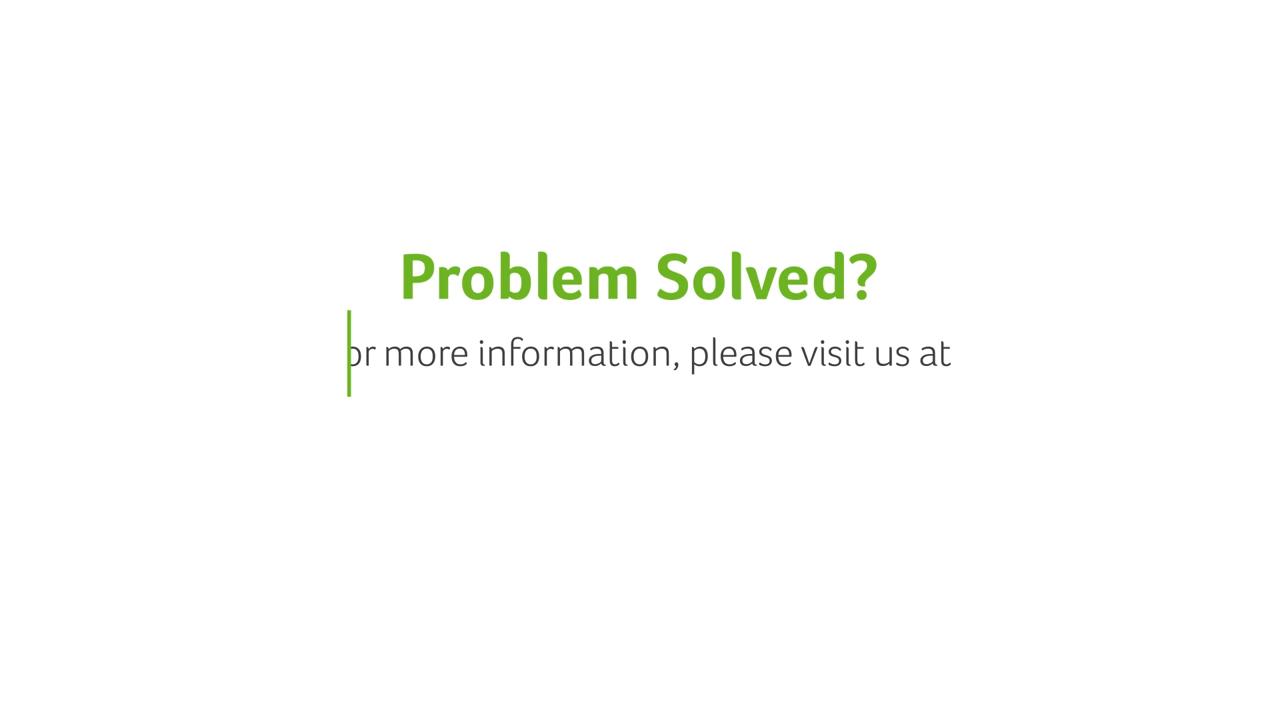 Problem Solved?
or more information, please visit us at